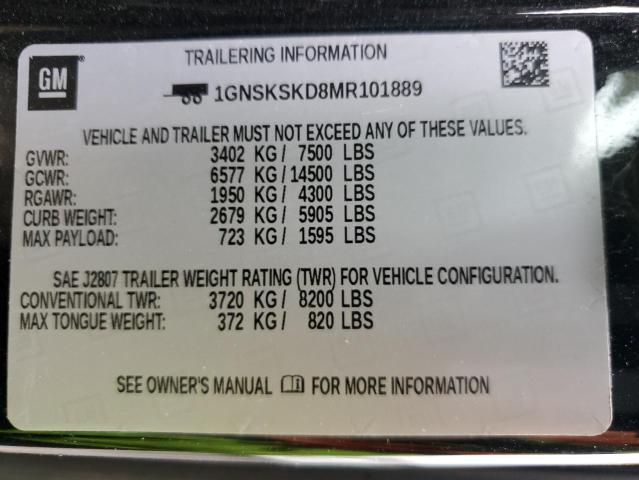 GM
TRAILERING INFORMATION
1GNSKSKD8MR101889
VEHICLE AND TRAILER MUST NOT EXCEED ANY OF THESE VALUES.
GVWR: 3402 KG/ 7500 LBS
GCWR: 6577 KG/14500 LBS
RGAWR: 1950 KG/ 4300 LBS
CURB WEIGHT: 2679 KG/ 5905 LBS
MAX PAYLOAD: 723 KG/ 1595 LBS
SAE J2807 TRAILER WEIGHT RATING (TWR) FOR VEHICLE CONFIGURATION.
CONVENTIONAL TWR: 3720 KG/ 8200 LBS
MAX TONGUE WEIGHT: 372 KG/ 820 LBS
SEE OWNER'S MANUAL FOR MORE INFORMATION